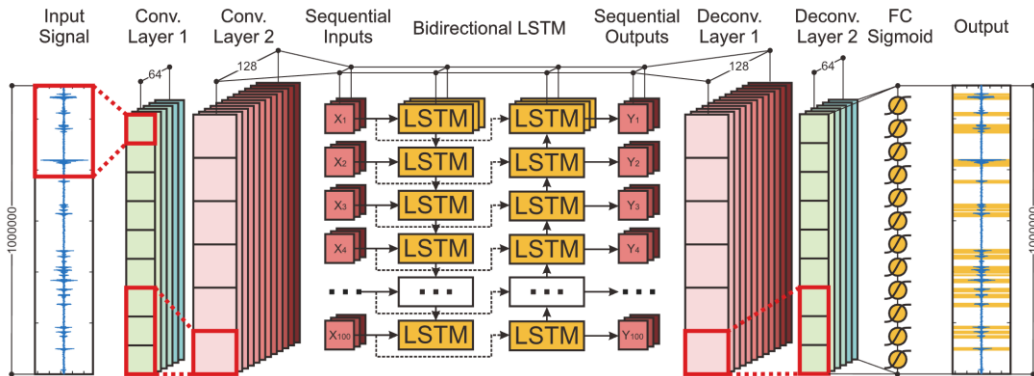 Input
Signal
Conv.
Layer 1
Conv.
Layer 2
Sequential
Inputs
Bidirectional LSTM
Sequential
Outputs
Deconv.
Layer 1
Deconv.
Layer 2
FC
Sigmoid
Output
64
128
128
64
1000000
1000000
X1 LSTM LSTM Y1
X2 LSTM LSTM Y2
X3 LSTM LSTM Y3
X4 LSTM LSTM Y4
... ... ... ...
X100 LSTM LSTM Y100